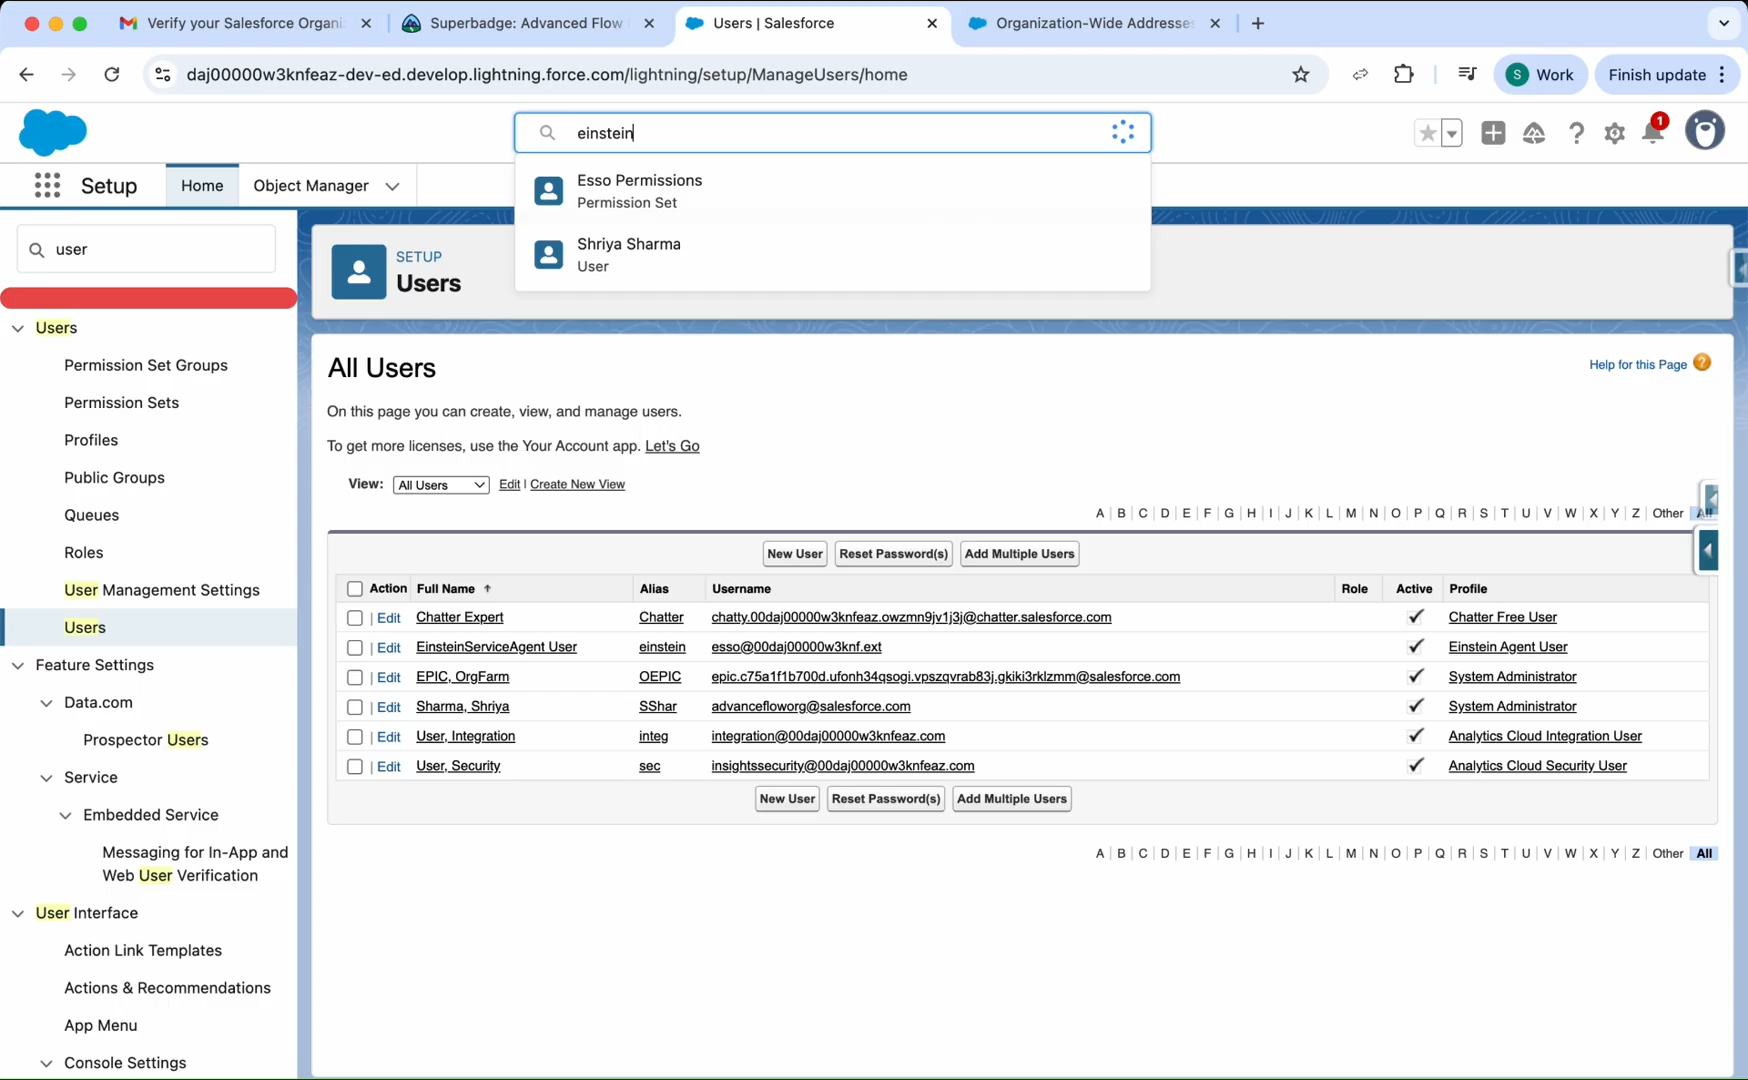 Verify your Salesforce Organi
Superbadge: Advanced Flow
Users | Salesforce
Organization-Wide Addresses
daj00000w3knfeaz-dev-ed.develop.lightning.force.com/lightning/setup/ManageUsers/home
S Work
Finish update
einstein
1
Esso Permissions
Permission Set
Shriya Sharma
User
Setup
Home
Object Manager
user
Users
Permission Set Groups
Permission Sets
Profiles
Public Groups
Queues
Roles
User Management Settings
Users
Feature Settings
Data.com
Prospector Users
Service
Embedded Service
Messaging for In-App and
Web User Verification
User Interface
Action Link Templates
Actions & Recommendations
App Menu
Console Settings
SETUP
Users
All Users
Help for this Page ?
On this page you can create, view, and manage users.
To get more licenses, use the Your Account app. Let's Go
View: All Users Edit | Create New View
A | B | C | D | E | F | G | H | I | J | K | L | M | N | O | P | Q | R | S | T | U | V | W | X | Y | Z | Other | All
New User Reset Password(s) Add Multiple Users
Action Full Name Alias Username Role Active Profile
| Edit Chatter Expert Chatter chatty.00daj00000w3knfeaz.owzmn9jv1j3j@chatter.salesforce.com Chatter Free User
| Edit EinsteinServiceAgent User einstein esso@00daj00000w3knf.ext Einstein Agent User
| Edit EPIC, OrgFarm OEPIC epic.c75a1f1b700d.ufonh34qsogi.vpszqvrab83j.gkiki3rklzmm@salesforce.com System Administrator
| Edit Sharma, Shriya SShar advancefloworg@salesforce.com System Administrator
| Edit User, Integration integ integration@00daj00000w3knfeaz.com Analytics Cloud Integration User
| Edit User, Security sec insightssecurity@00daj00000w3knfeaz.com Analytics Cloud Security User
New User Reset Password(s) Add Multiple Users
A | B | C | D | E | F | G | H | I | J | K | L | M | N | O | P | Q | R | S | T | U | V | W | X | Y | Z | Other | All